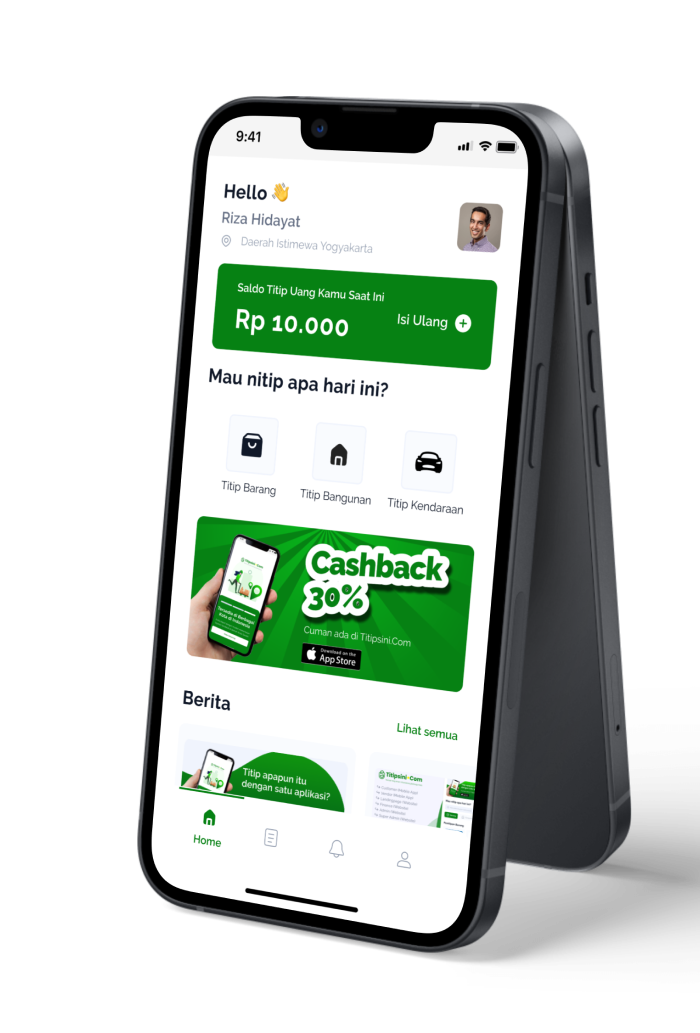 9:41
Hello 👋
Riza Hidayat
Daerah Istimewa Yogyakarta
Saldo Titip Uang Kamu Saat Ini
Rp 10.000
Isi Ulang
Mau nitip apa hari ini?
Titip Barang
Titip Bangunan
Titip Kendaraan
Cashback
30%
Cuman ada di Titipsini.Com
Download on the
App Store
Berita
Lihat semua
Titip apapun itu
dengan satu aplikasi?
Titipsini.Com
Home